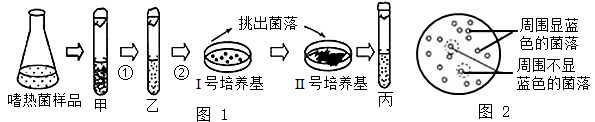 挑出菌落
① ②
嗜热菌样品 甲 乙 Ⅰ号培养基 Ⅱ号培养基 丙
图 1
周围显蓝
色的菌落
周围不显
蓝色的菌落
图 2